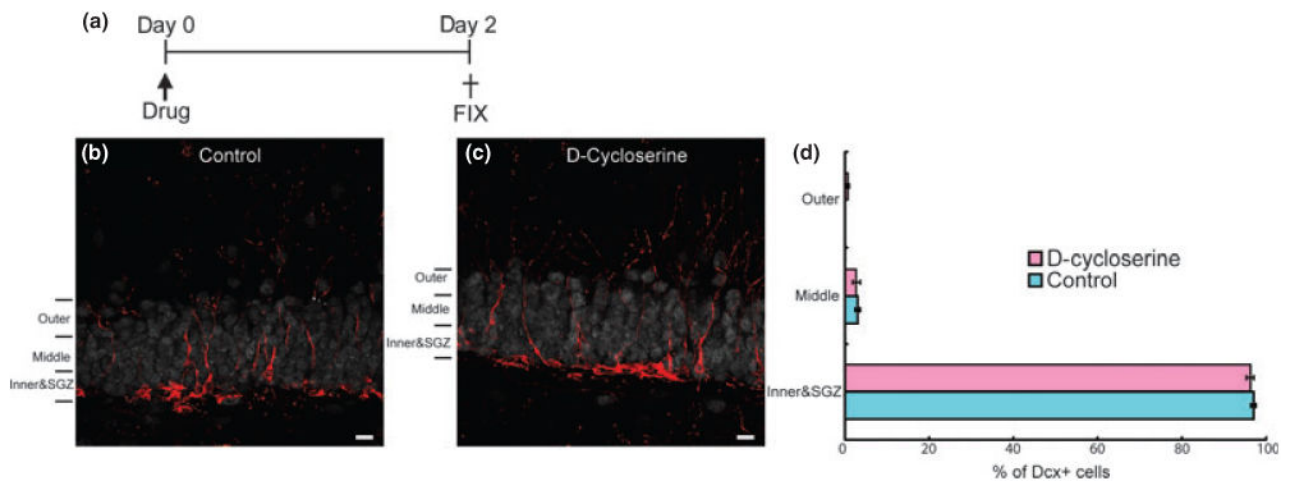 (a)
Day 0
Day 2
Drug
FIX
(b)
Control
Outer
Middle
Inner&SGZ
(c)
D-Cycloserine
Outer
Middle
Inner&SGZ
(d)
Outer
Middle
Inner&SGZ
D-cycloserine
Control
0 20 40 60 80 100
% of Dcx+ cells